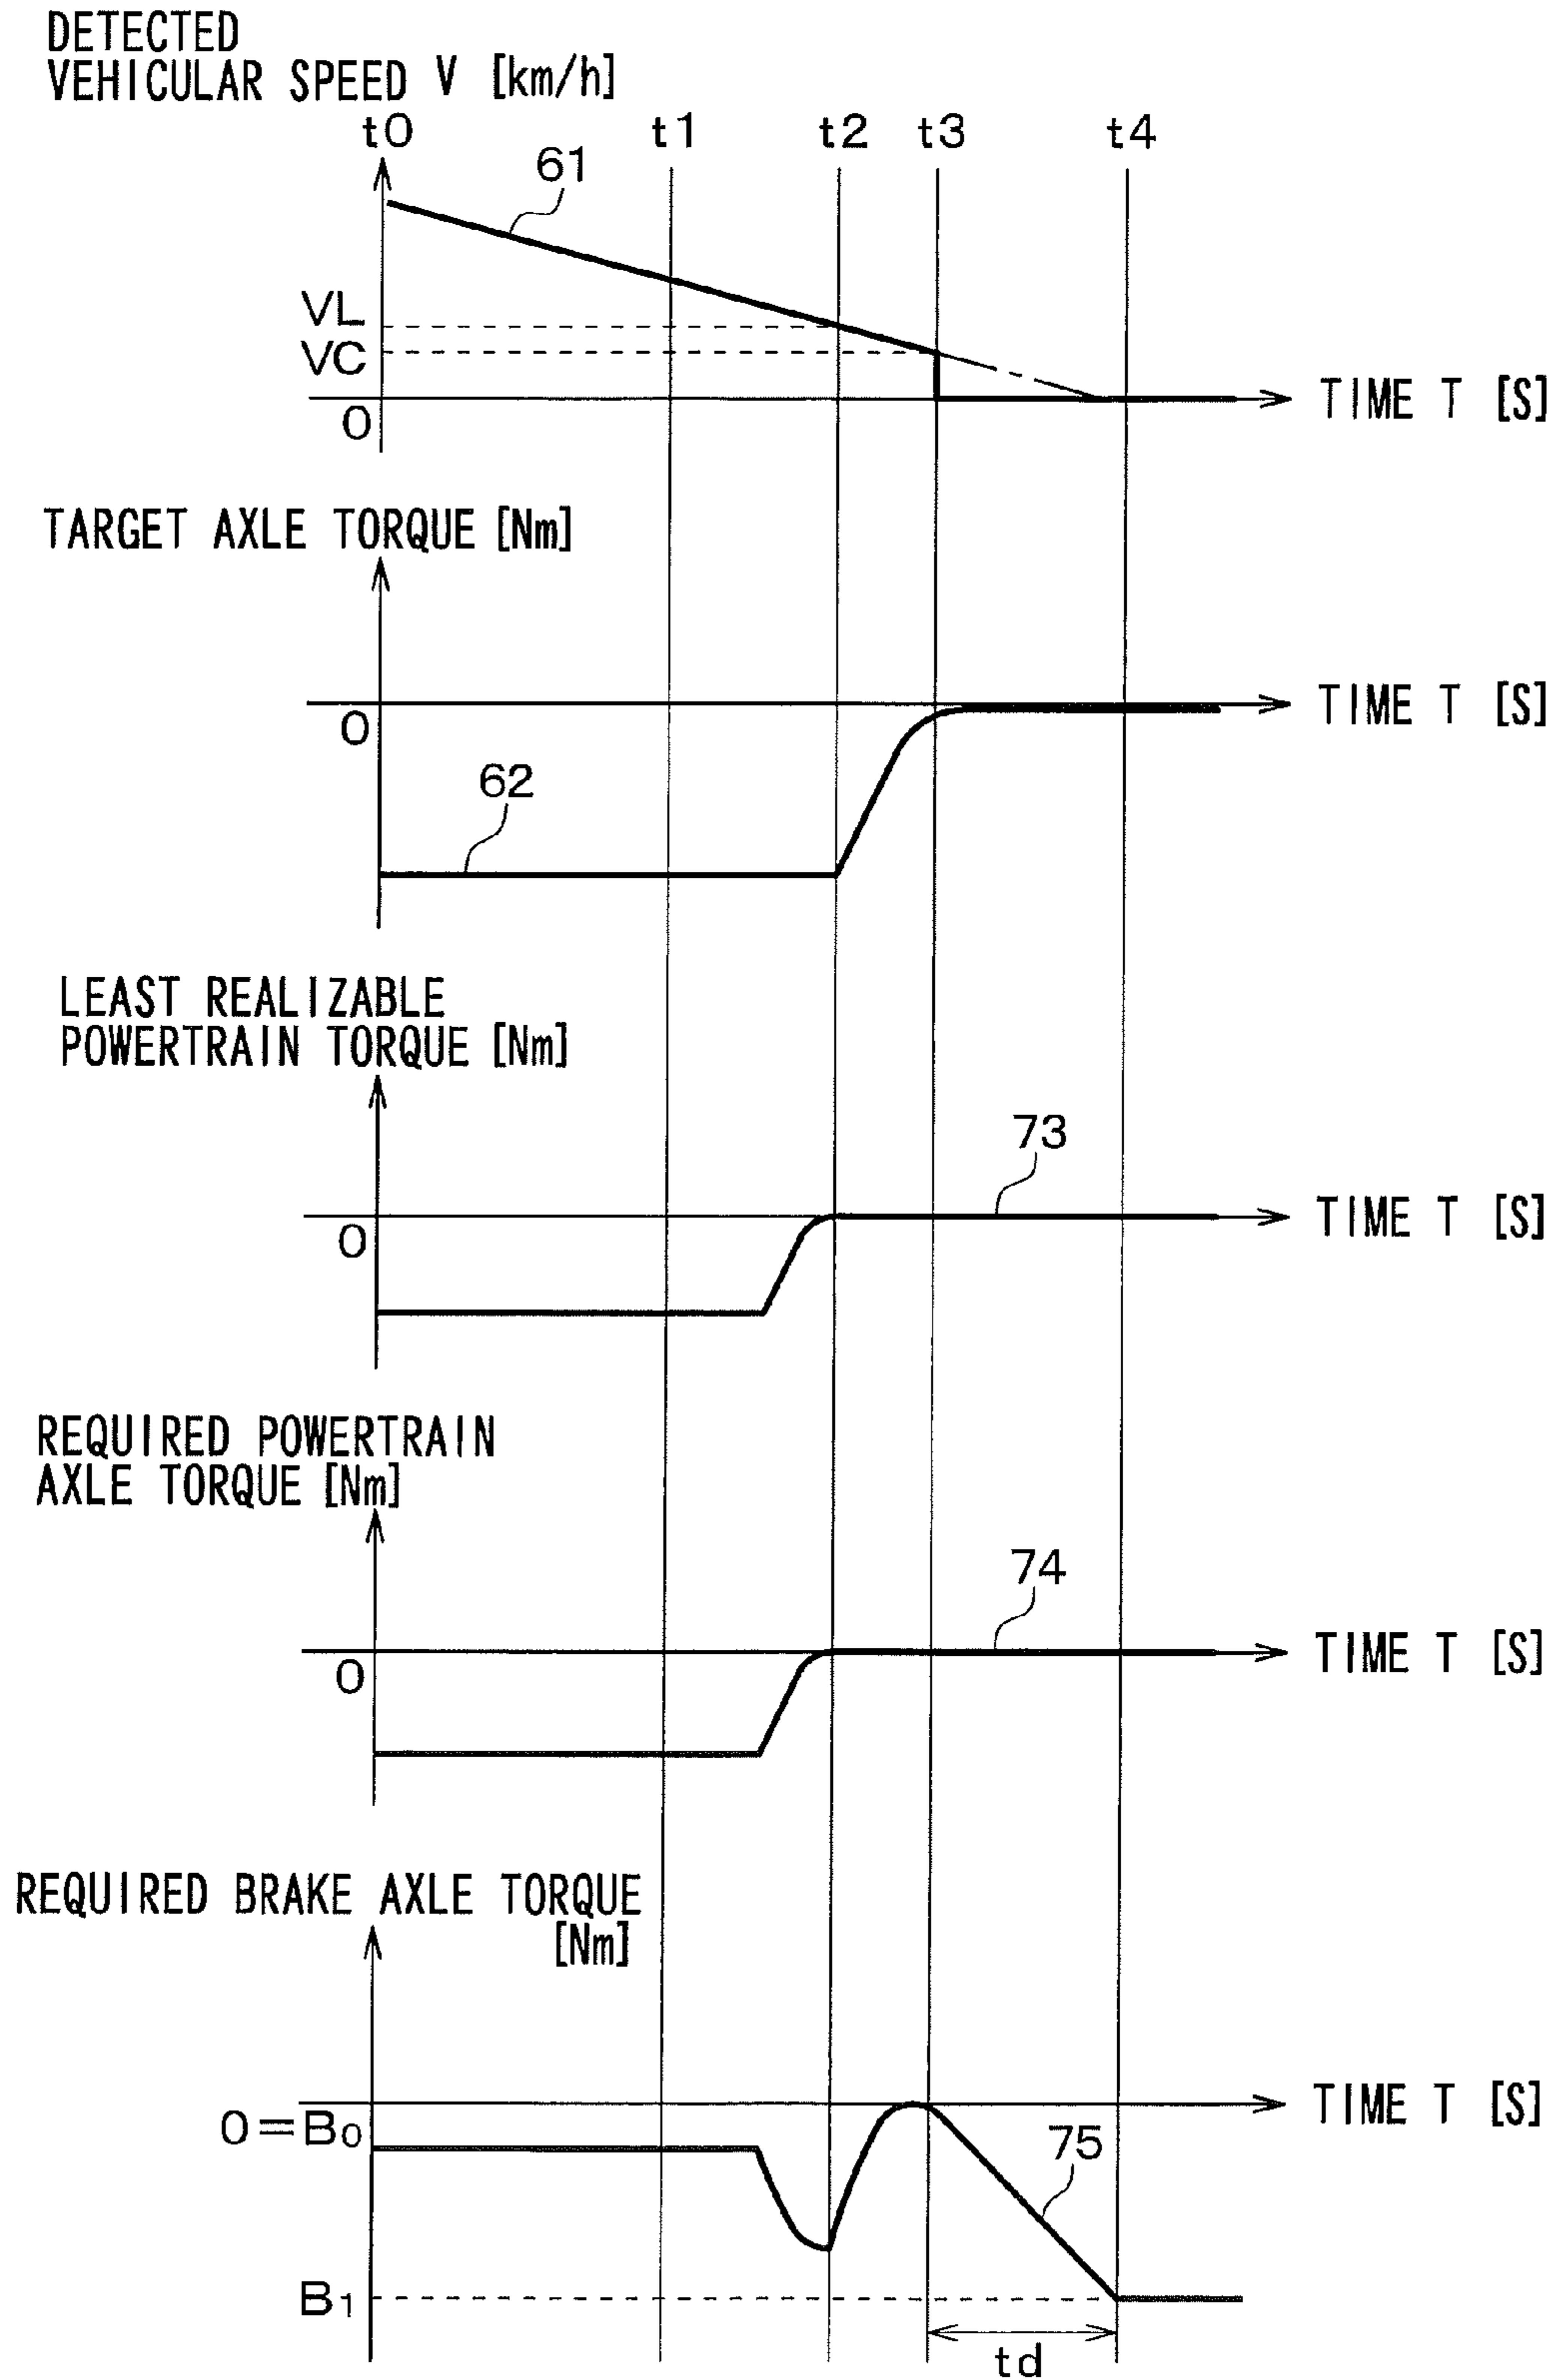 DETECTED
VEHICULAR SPEED V [km/h]
t0 t1 t2 t3 t4
61
VL
VC
0
TIME T [S]
TARGET AXLE TORQUE [Nm]
0
TIME T [S]
62
LEAST REALIZABLE
POWERTRAIN TORQUE [Nm]
73
0
TIME T [S]
REQUIRED POWERTRAIN
AXLE TORQUE [Nm]
74
0
TIME T [S]
REQUIRED BRAKE AXLE TORQUE
[Nm]
0=B0
TIME T [S]
75
B1
td